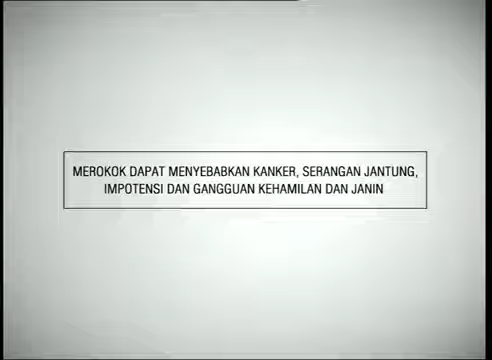 MEROKOK DAPAT MENYEBABKAN KANKER, SERANGAN JANTUNG,
IMPOTENSI DAN GANGGUAN KEHAMILAN DAN JANIN